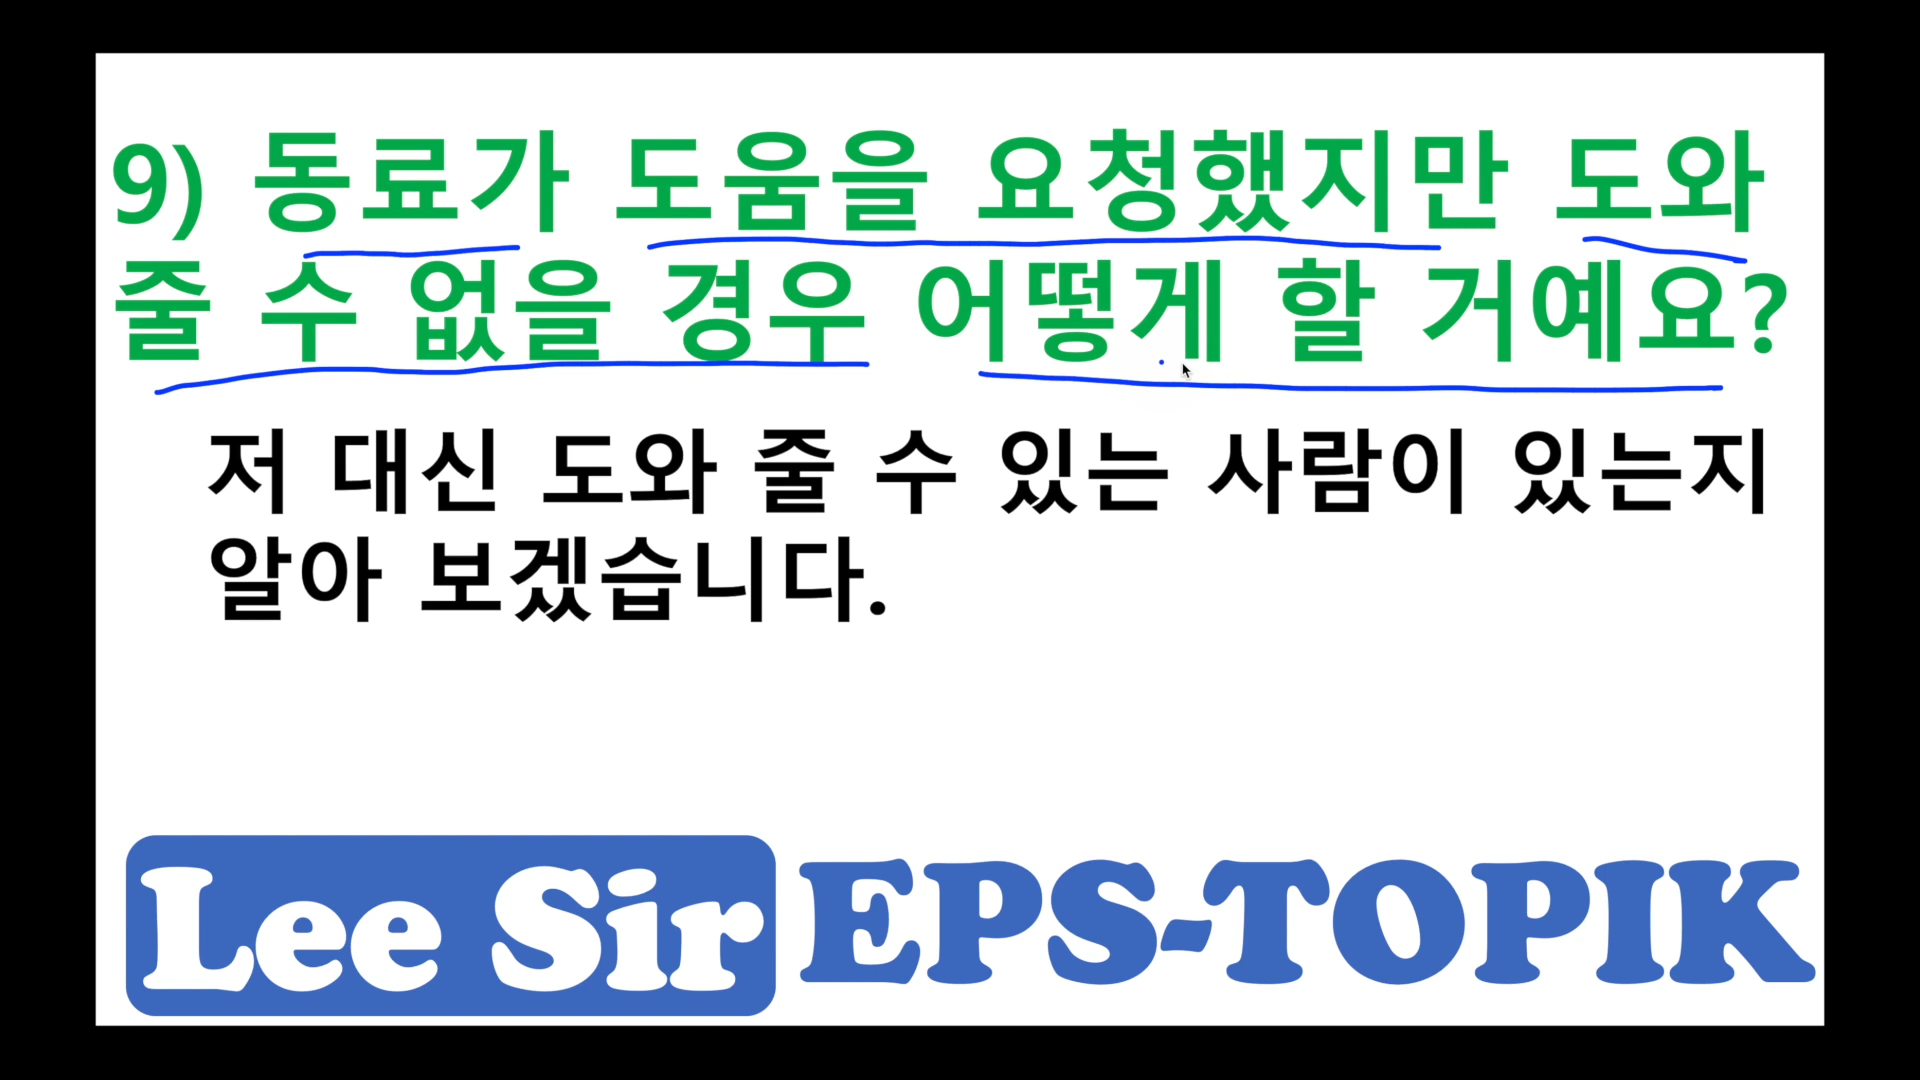 9) 동료가 도움을 요청했지만 도와
줄 수 없을 경우 어떻게 할 거예요?
저 대신 도와 줄 수 있는 사람이 있는지
알아 보겠습니다.
Lee Sir EPS-TOPIK